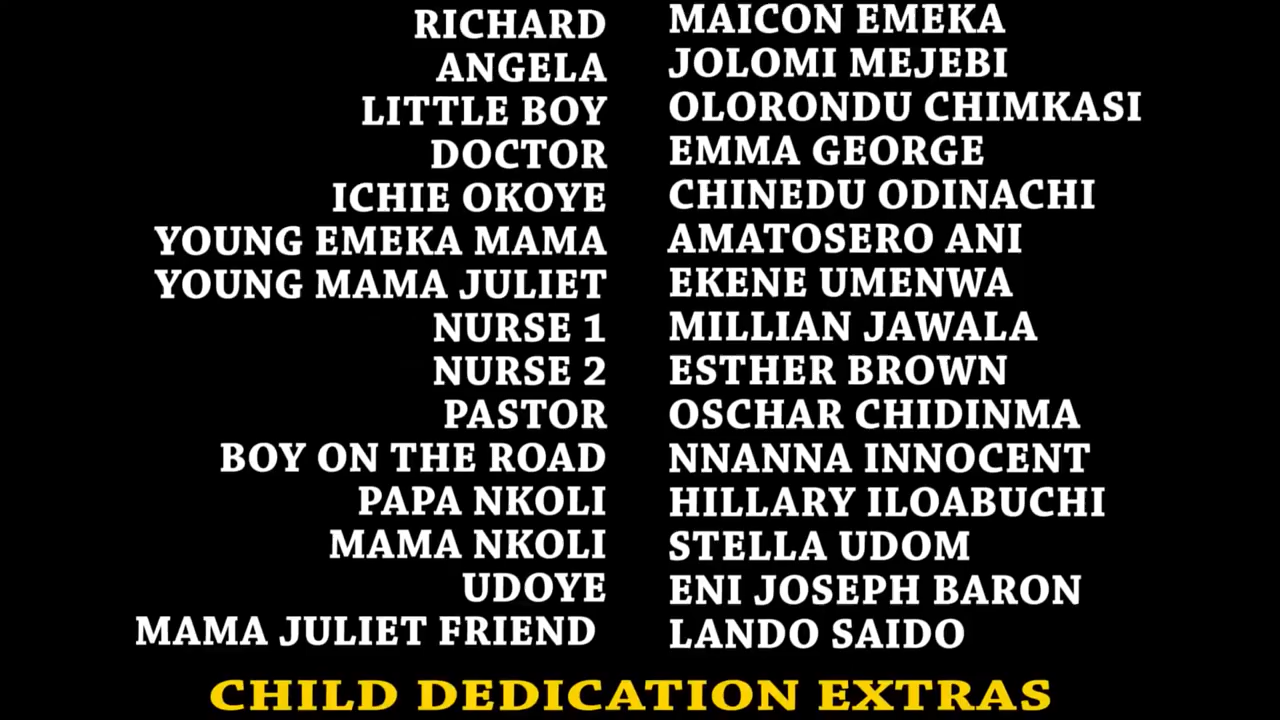 RICHARD MAICON EMEKA
ANGELA JOLOMI MEJEBI
LITTLE BOY OLORONDU CHIMKASI
DOCTOR EMMA GEORGE
ICHIE OKOYE CHINEDU ODINACHI
YOUNG EMEKA MAMA AMATOSERO ANI
YOUNG MAMA JULIET EKENE UMENWA
NURSE 1 MILLIAN JAWALA
NURSE 2 ESTHER BROWN
PASTOR OSCHAR CHIDINMA
BOY ON THE ROAD NNANNA INNOCENT
PAPA NKOLI HILLARY ILOABUCHI
MAMA NKOLI STELLA UDOM
UDOYE ENI JOSEPH BARON
MAMA JULIET FRIEND LANDO SAIDO
CHILD DEDICATION EXTRAS